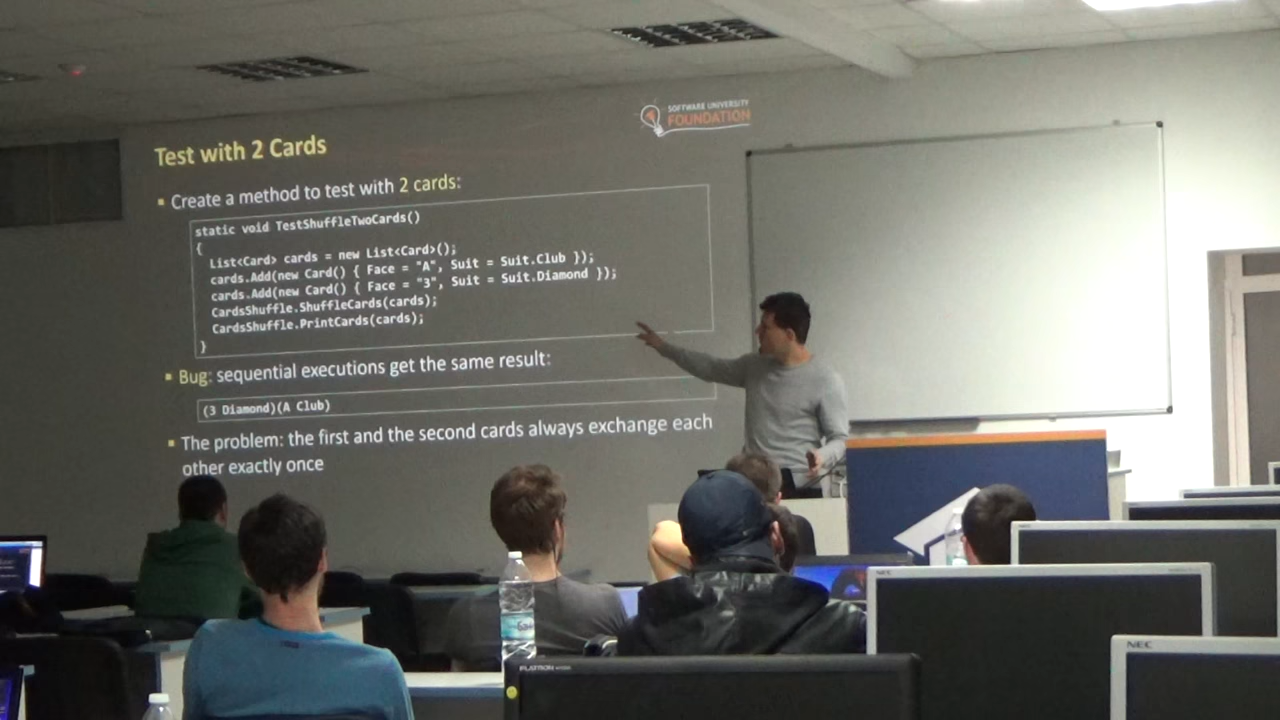 SOFTWARE UNIVERSITY
FOUNDATION
Test with 2 Cards
Create a method to test with 2 cards:
static void TestShuffleTwoCards()
{
List<Card> cards = new List<Card>();
cards.Add(new Card() { Face = "A", Suit = Suit.Club });
cards.Add(new Card() { Face = "3", Suit = Suit.Diamond });
CardsShuffle.ShuffleCards(cards);
CardsShuffle.PrintCards(cards);
}
Bug: sequential executions get the same result:
(3 Diamond)(A Club)
The problem: the first and the second cards always exchange each
other exactly once
NEC
FLATRON
NEC